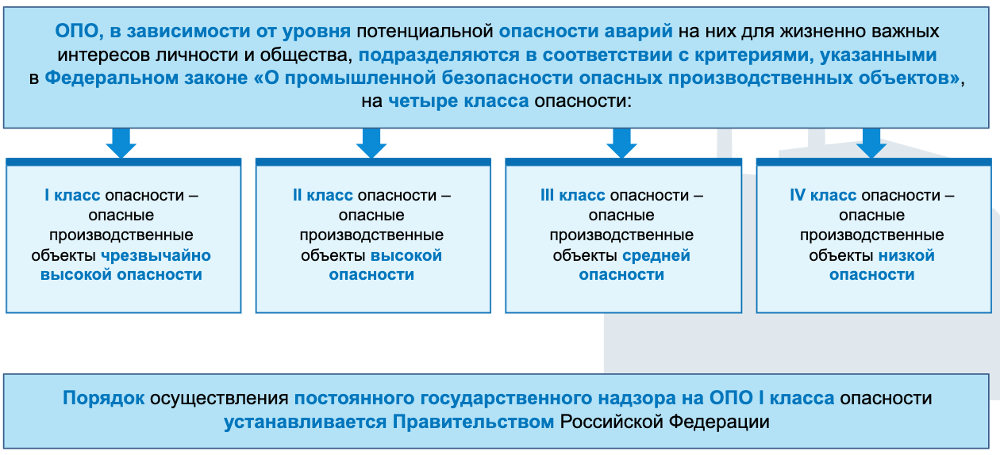 ОПО, в зависимости от уровня потенциальной опасности аварий на них для жизненно важных
интересов личности и общества, подразделяются в соответствии с критериями, указанными
в Федеральном законе «О промышленной безопасности опасных производственных объектов»,
на четыре класса опасности:
I класс опасности –
опасные
производственные
объекты чрезвычайно
высокой опасности
II класс опасности –
опасные
производственные
объекты высокой
опасности
III класс опасности –
опасные
производственные
объекты средней
опасности
IV класс опасности –
опасные
производственные
объекты низкой
опасности
Порядок осуществления постоянного государственного надзора на ОПО I класса опасности
устанавливается Правительством Российской Федерации